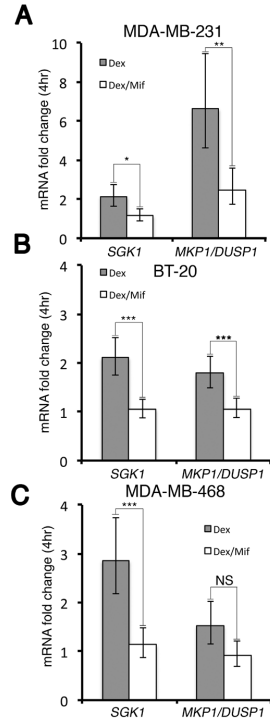 A
MDA-MB-231
mRNA fold change (4hr)
10
8
6
4
2
0
Dex
Dex/Mif
*
**
SGK1
MKP1/DUSP1
B
BT-20
mRNA fold change (4hr)
4
3
2
1
0
Dex
Dex/Mif
***
***
SGK1
MKP1/DUSP1
C
MDA-MB-468
mRNA fold change (4hr)
4
3
2
1
0
Dex
Dex/Mif
***
NS
SGK1
MKP1/DUSP1